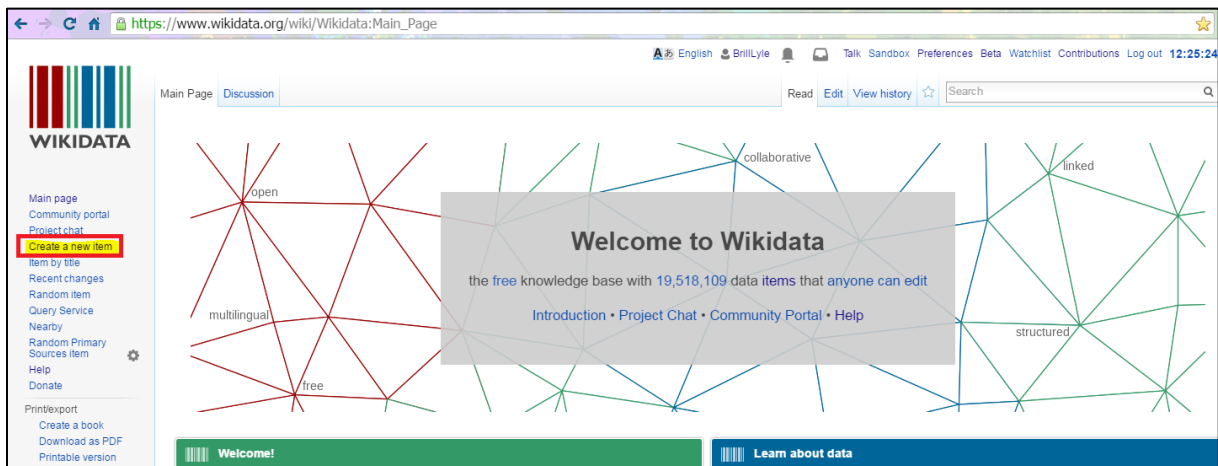 https://www.wikidata.org/wiki/Wikidata:Main_Page
English BrillLyle Talk Sandbox Preferences Beta Watchlist Contributions Log out 12:25:24
Main Page Discussion Read Edit View history Search
WIKIDATA
Main page
Community portal
Project chat
Create a new item
Item by title
Recent changes
Random item
Query Service
Nearby
Random Primary
Sources item
Help
Donate
Print/export
Create a book
Download as PDF
Printable version
open
collaborative
linked
multilingual
free
structured
Welcome to Wikidata
the free knowledge base with 19,518,109 data items that anyone can edit
Introduction • Project Chat • Community Portal • Help
Welcome!
Learn about data